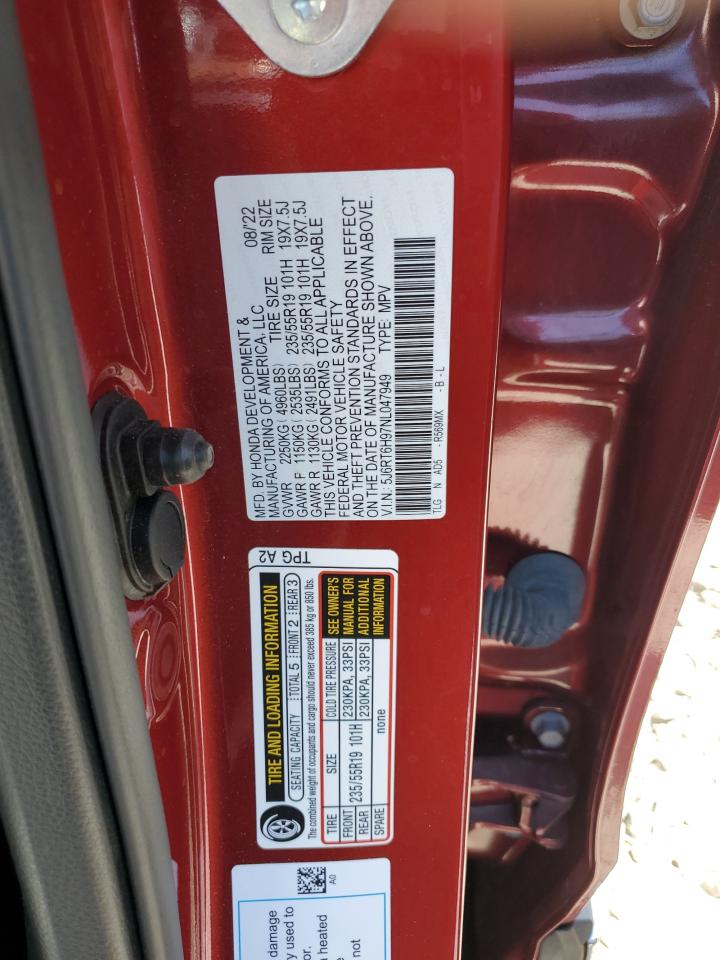 MFD. BY HONDA DEVELOPMENT & 08/'22
MANUFACTURING OF AMERICA, LLC
TIRE SIZE RIM SIZE
GVWR 2250KG( 4960LBS)
GAWR F 1150KG( 2535LBS) 235/55R19 101H 19X7.5J
GAWR R 1130KG( 2491LBS) 235/55R19 101H 19X7.5J
THIS VEHICLE CONFORMS TO ALL APPLICABLE
FEDERAL MOTOR VEHICLE SAFETY
AND THEFT PREVENTION STANDARDS IN EFFECT
ON THE DATE OF MANUFACTURE SHOWN ABOVE.
V.I.N.: 5J6RT6H97NL047949 TYPE: MPV
TLG N AD5 - R569MX - B - L
TPG A2
TIRE AND LOADING INFORMATION
SEATING CAPACITY TOTAL 5 FRONT 2 REAR 3
The combined weight of occupants and cargo should never exceed 385 kg or 850 lbs.
TIRE SIZE COLD TIRE PRESSURE
FRONT 235/55R19 101H 230KPA, 33PSI
REAR 230KPA, 33PSI
SPARE none
SEE OWNER'S
MANUAL FOR
ADDITIONAL
INFORMATION
A0
damage
used to
or.
heated
not